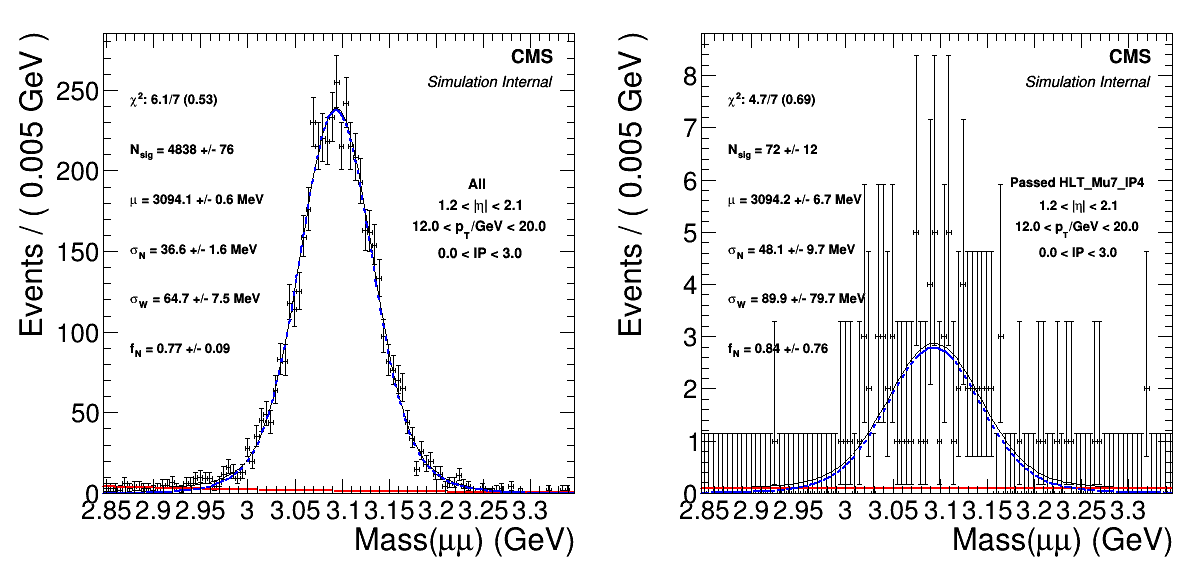 Events / ( 0.005 GeV )
250
200
150
100
50
0
CMS
Simulation Internal
χ²: 6.1/7 (0.53)
N_sig = 4838 +/- 76
μ = 3094.1 +/- 0.6 MeV
σ_N = 36.6 +/- 1.6 MeV
σ_W = 64.7 +/- 7.5 MeV
f_N = 0.77 +/- 0.09
All
1.2 < |η| < 2.1
12.0 < p_T/GeV < 20.0
0.0 < IP < 3.0
2.85 2.9 2.95 3 3.05 3.1 3.15 3.2 3.25 3.3
Mass(μμ) (GeV)
Events / ( 0.005 GeV )
8
7
6
5
4
3
2
1
0
CMS
Simulation Internal
χ²: 4.7/7 (0.69)
N_sig = 72 +/- 12
μ = 3094.2 +/- 6.7 MeV
σ_N = 48.1 +/- 9.7 MeV
σ_W = 89.9 +/- 79.7 MeV
f_N = 0.84 +/- 0.76
Passed HLT_Mu7_IP4
1.2 < |η| < 2.1
12.0 < p_T/GeV < 20.0
0.0 < IP < 3.0
2.85 2.9 2.95 3 3.05 3.1 3.15 3.2 3.25 3.3
Mass(μμ) (GeV)